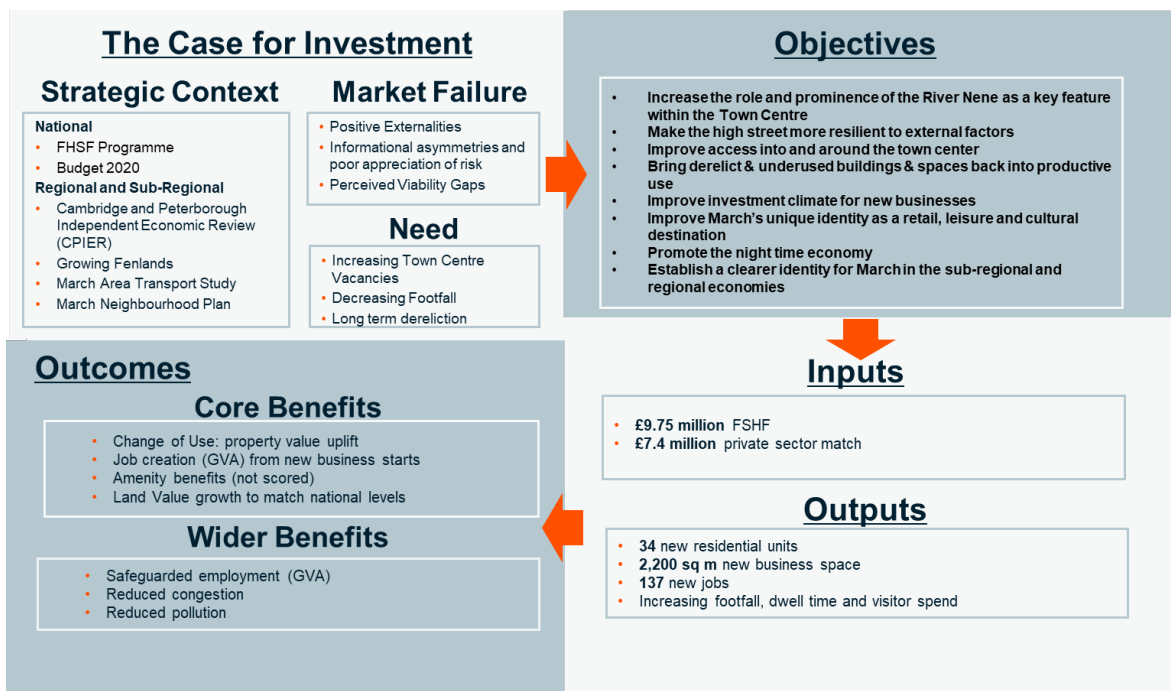 The Case for Investment
Strategic Context
National
• FHSF Programme
• Budget 2020
Regional and Sub-Regional
• Cambridge and Peterborough
Independent Economic Review
(CPIER)
• Growing Fenlands
• March Area Transport Study
• March Neighbourhood Plan
Market Failure
• Positive Externalities
• Informational asymmetries and
poor appreciation of risk
• Perceived Viability Gaps
Need
• Increasing Town Centre
Vacancies
• Decreasing Footfall
• Long term dereliction
Objectives
• Increase the role and prominence of the River Nene as a key feature
within the Town Centre
• Make the high street more resilient to external factors
• Improve access into and around the town center
• Bring derelict & underused buildings & spaces back into productive
use
• Improve investment climate for new businesses
• Improve March's unique identity as a retail, leisure and cultural
destination
• Promote the night time economy
• Establish a clearer identity for March in the sub-regional and
regional economies
Inputs
• £9.75 million FSHF
• £7.4 million private sector match
Outputs
• 34 new residential units
• 2,200 sq m new business space
• 137 new jobs
• Increasing footfall, dwell time and visitor spend
Outcomes
Core Benefits
• Change of Use: property value uplift
• Job creation (GVA) from new business starts
• Amenity benefits (not scored)
• Land Value growth to match national levels
Wider Benefits
• Safeguarded employment (GVA)
• Reduced congestion
• Reduced pollution